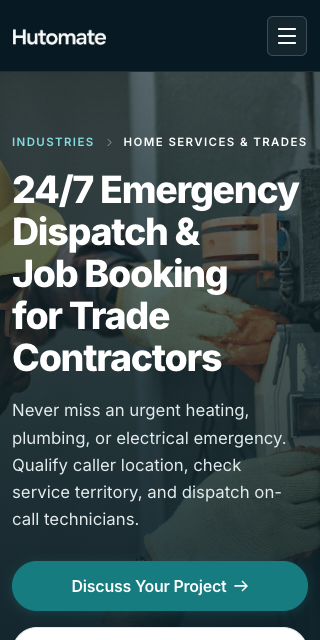 Hutomate
INDUSTRIES > HOME SERVICES & TRADES
24/7 Emergency
Dispatch &
Job Booking
for Trade
Contractors
Never miss an urgent heating,
plumbing, or electrical emergency.
Qualify caller location, check
service territory, and dispatch on-
call technicians.
Discuss Your Project →